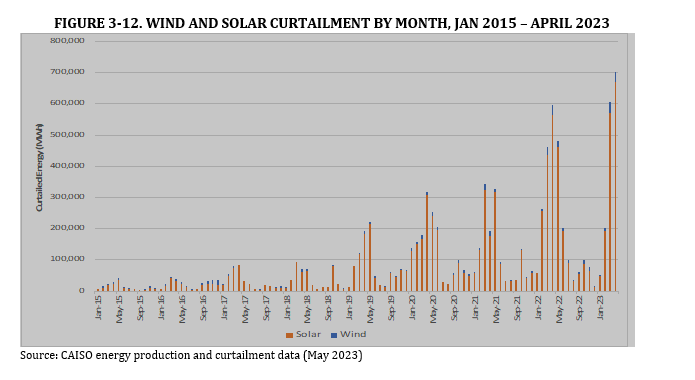 FIGURE 3-12. WIND AND SOLAR CURTAILMENT BY MONTH, JAN 2015 – APRIL 2023
800,000
700,000
600,000
500,000
400,000
300,000
200,000
100,000
0
Curtailed Energy (MWh)
Jan-15
May-15
Sep-15
Jan-16
May-16
Sep-16
Jan-17
May-17
Sep-17
Jan-18
May-18
Sep-18
Jan-19
May-19
Sep-19
Jan-20
May-20
Sep-20
Jan-21
May-21
Sep-21
Jan-22
May-22
Sep-22
Jan-23
Solar Wind
Source: CAISO energy production and curtailment data (May 2023)